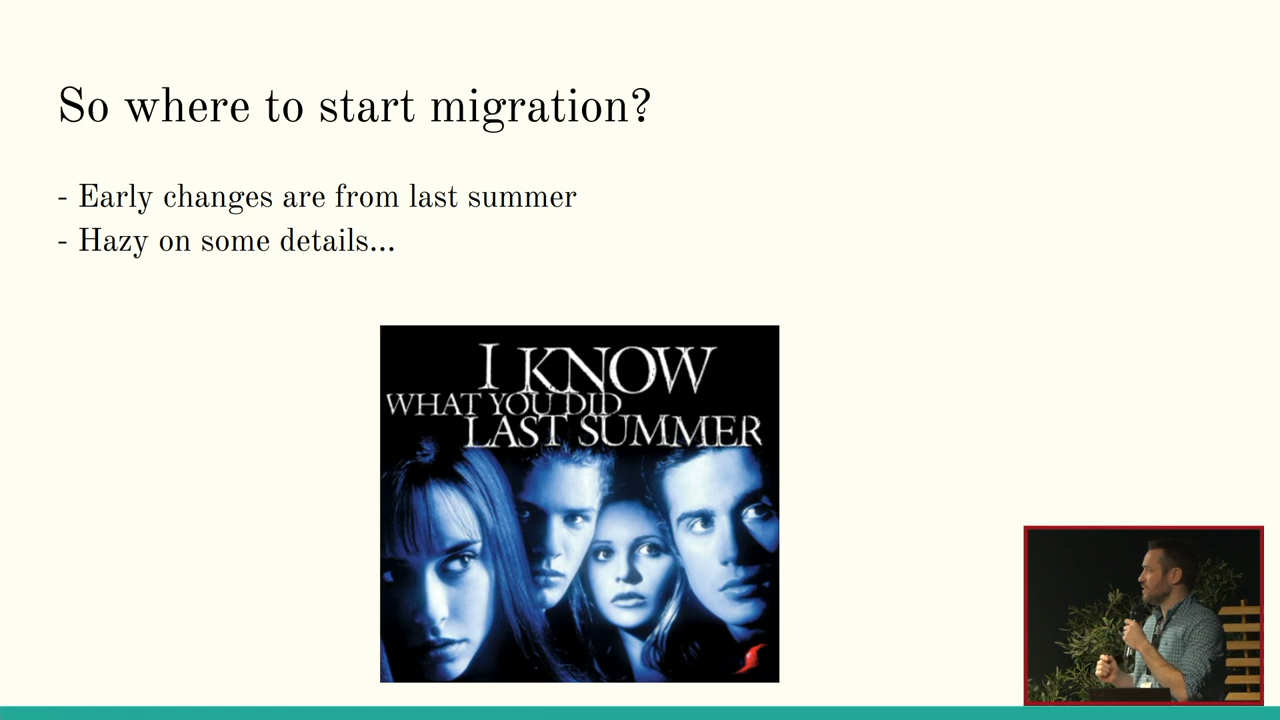 So where to start migration?
- Early changes are from last summer
- Hazy on some details...
I KNOW
WHAT YOU DID
LAST SUMMER